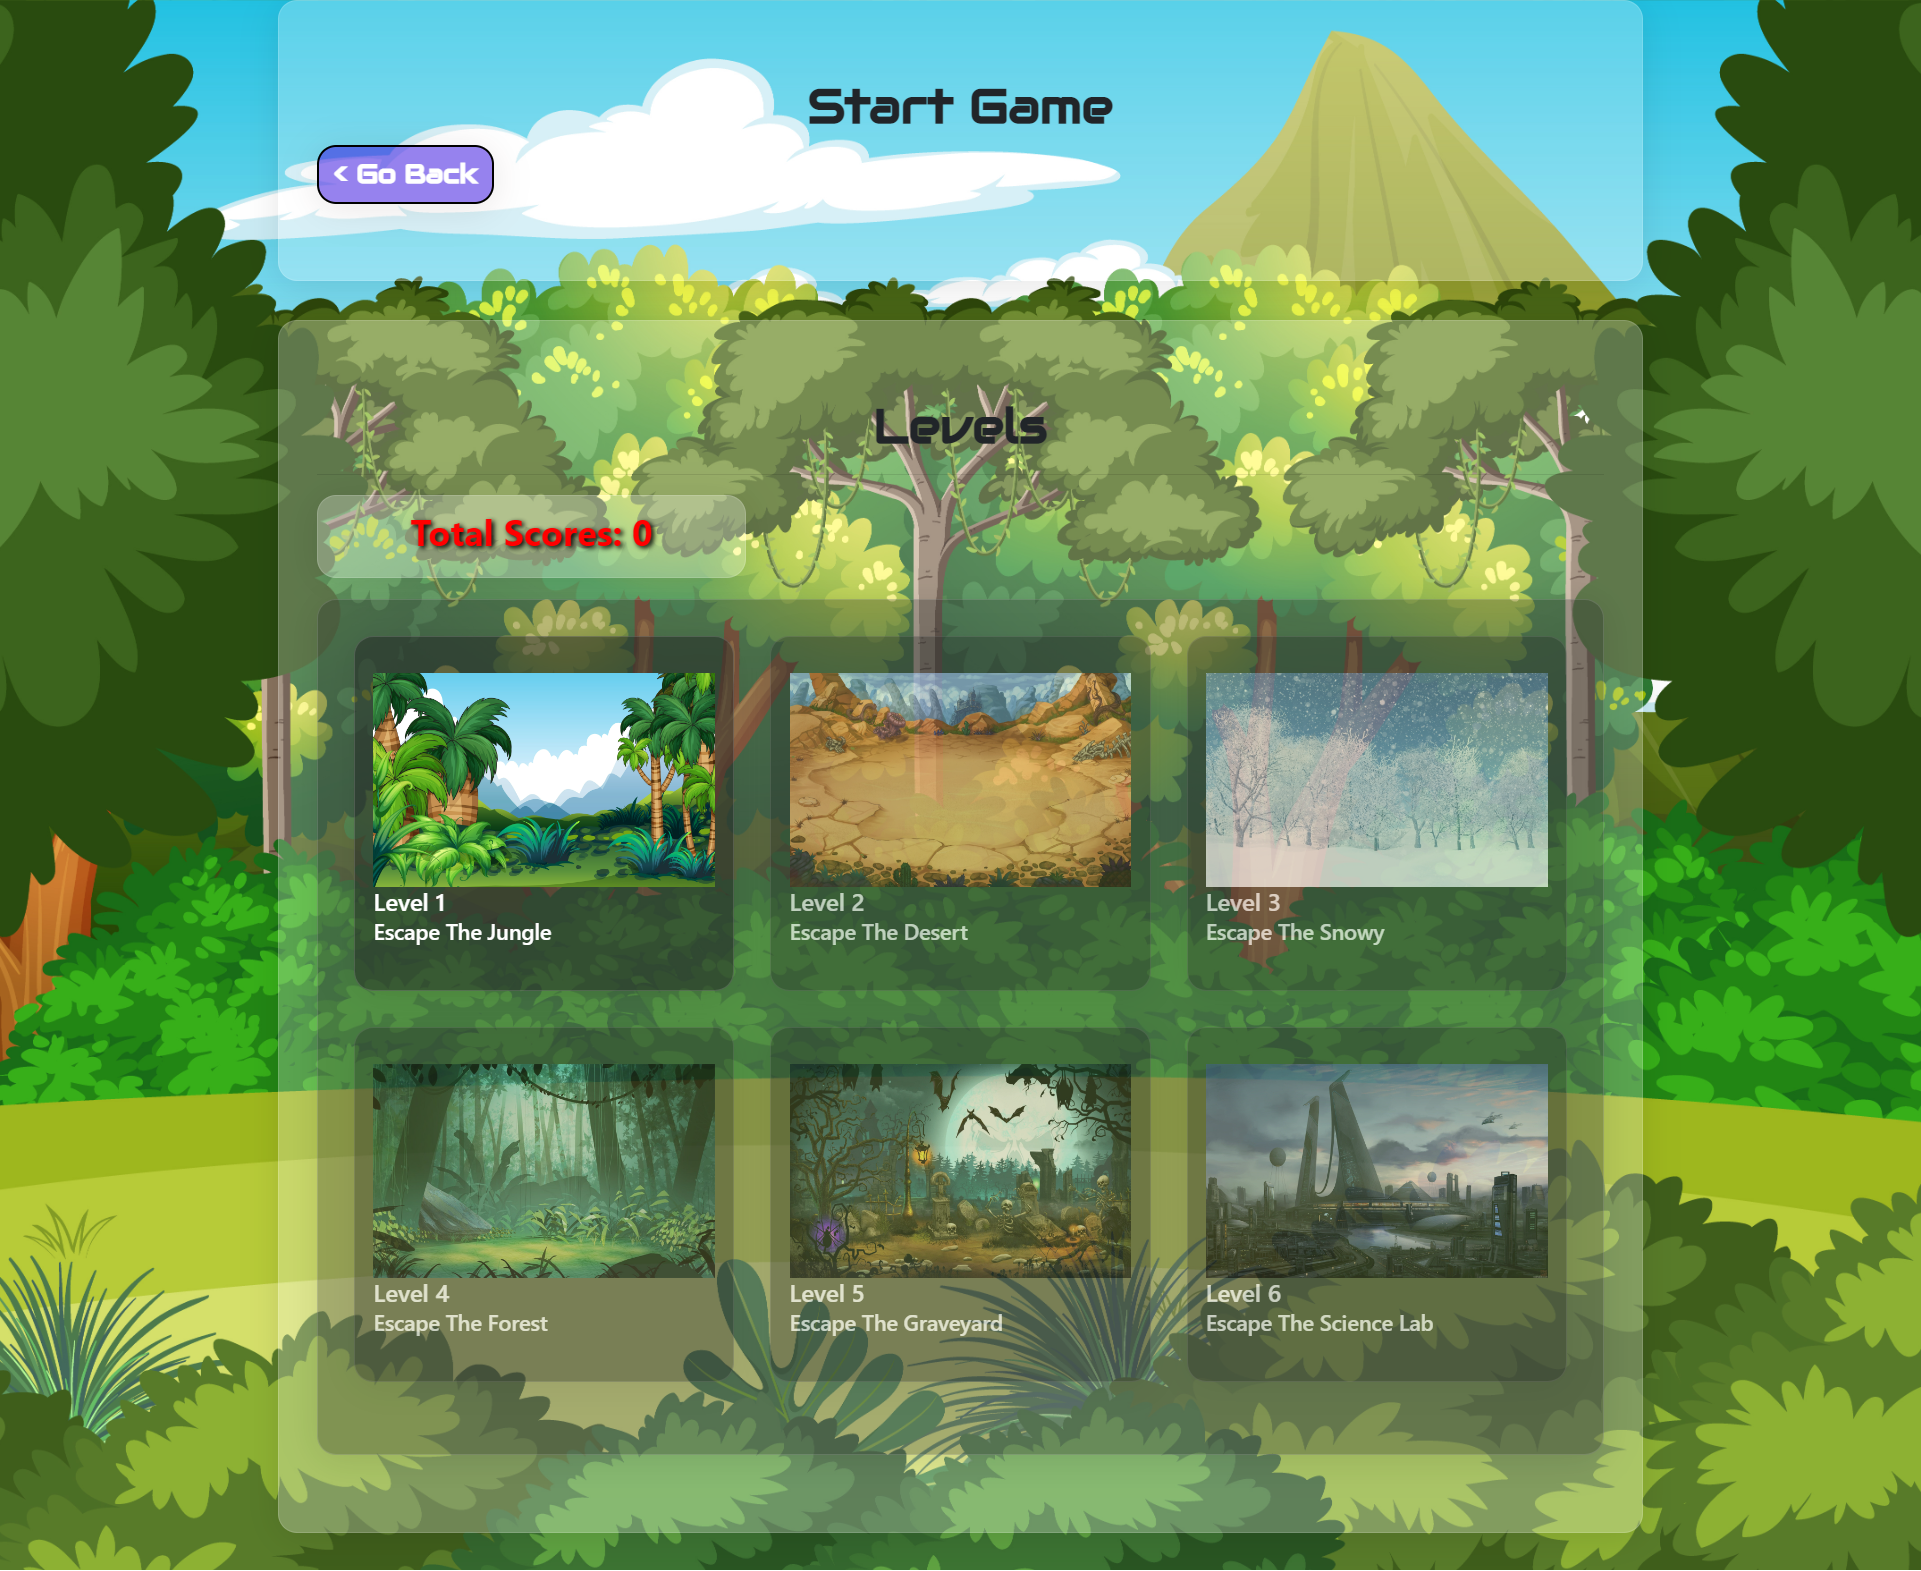 Start Game
< Go Back
Levels
Total Scores: 0
Level 1
Escape The Jungle
Level 2
Escape The Desert
Level 3
Escape The Snowy
Level 4
Escape The Forest
Level 5
Escape The Graveyard
Level 6
Escape The Science Lab